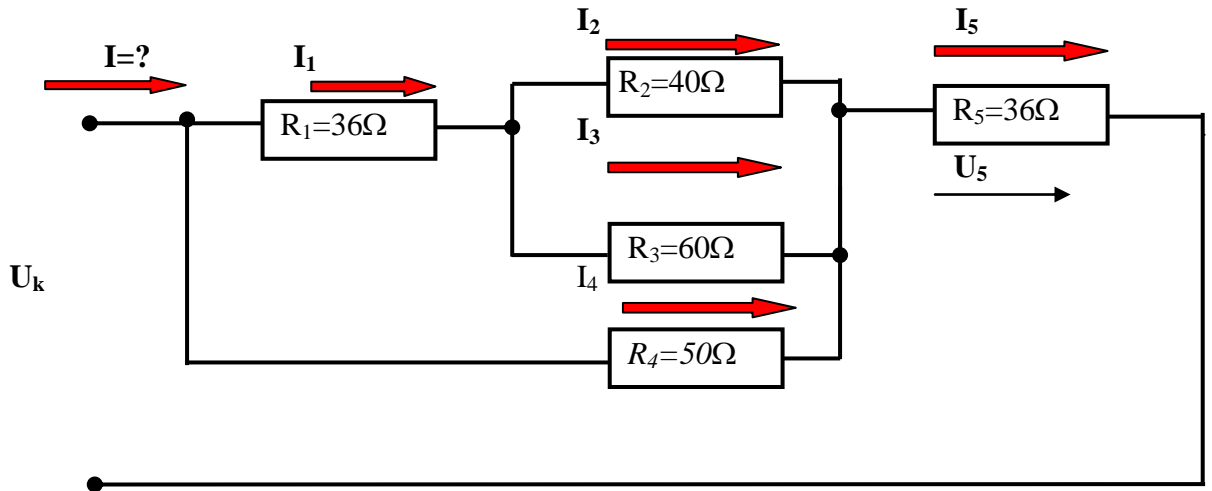 I=?
I₁
I₂
I₅
R₁=36Ω
R₂=40Ω
R₅=36Ω
I₃
U₅
R₃=60Ω
I₄
Uₖ
R₄=50Ω